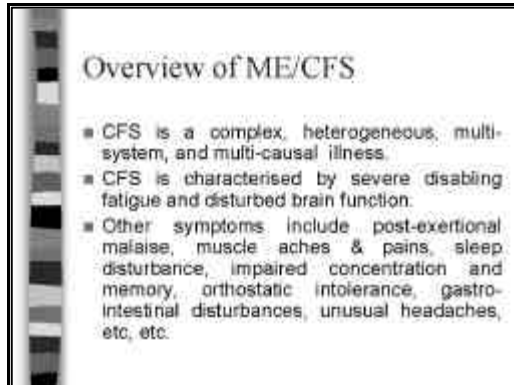 Overview of ME/CFS
■ CFS is a complex, heterogeneous, multi-
system, and multi-causal illness.
■ CFS is characterised by severe disabling
fatigue and disturbed brain function.
■ Other symptoms include post-exertional
malaise, muscle aches & pains, sleep
disturbance, impaired concentration and
memory, orthostatic intolerance, gastro-
intestinal disturbances, unusual headaches,
etc, etc.